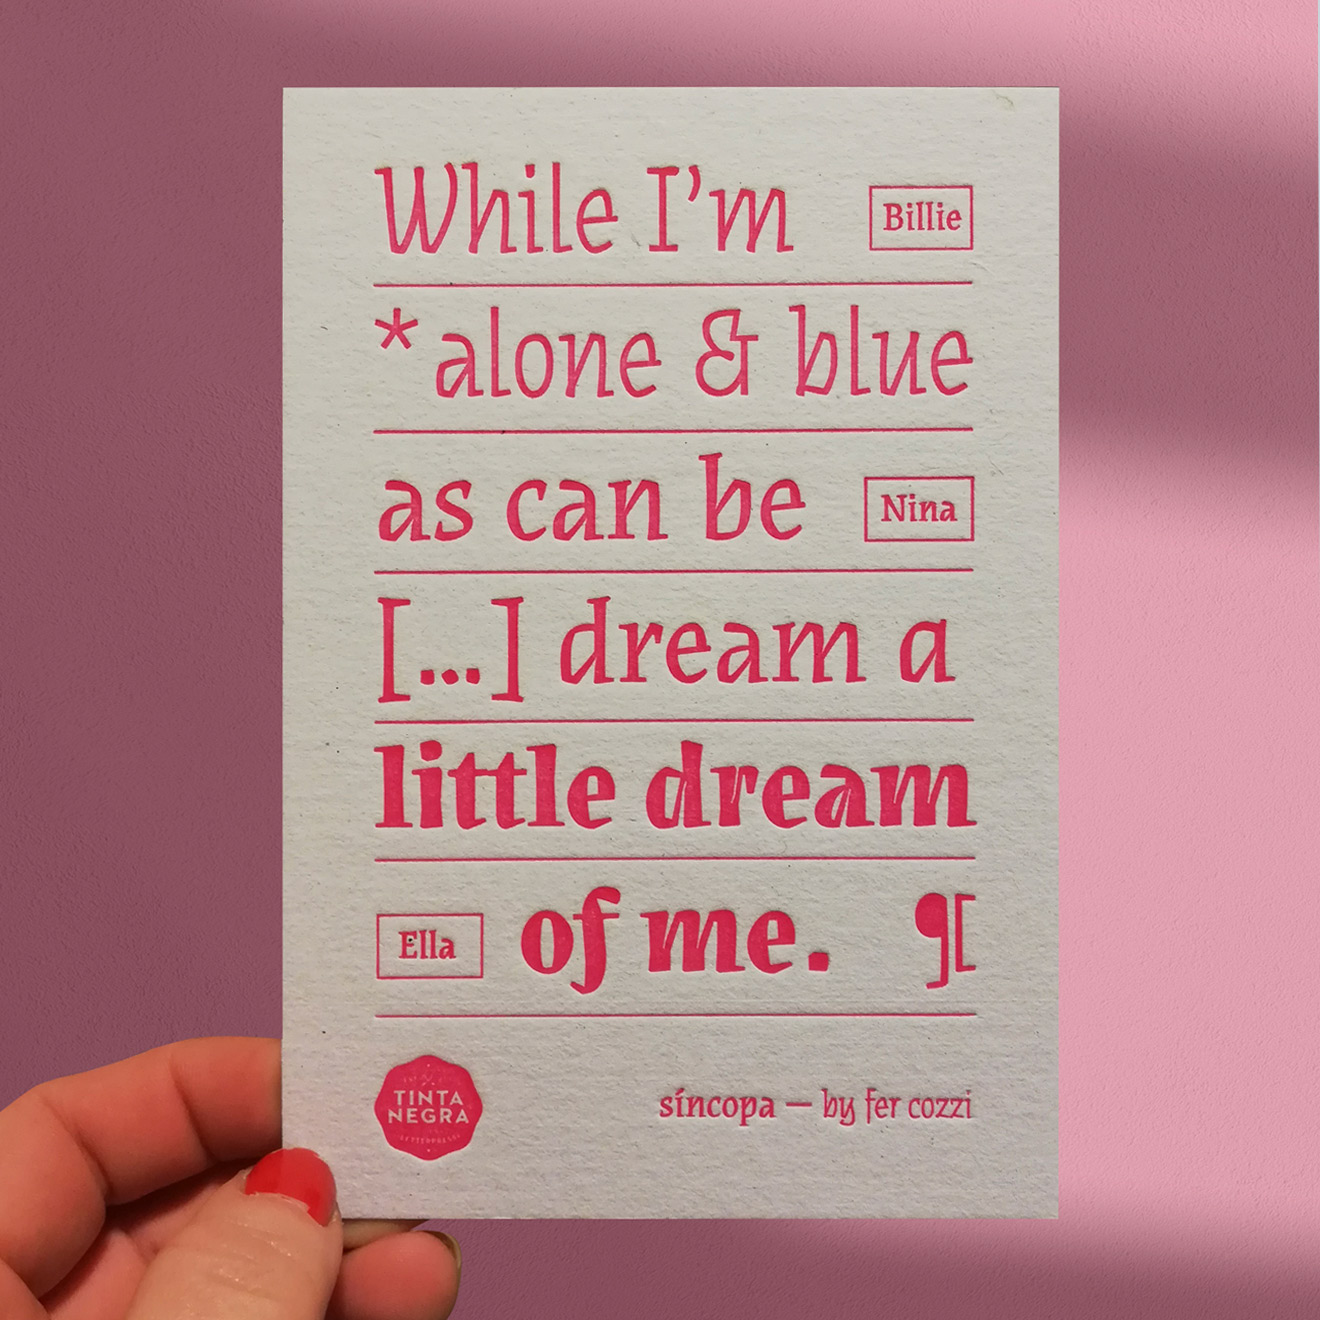 While I’m Billie
* alone & blue
as can be Nina
[...] dream a
little dream
Ella of me. ¶
TINTA
NEGRA
LETTERPRESS
síncopa — by fer cozzi